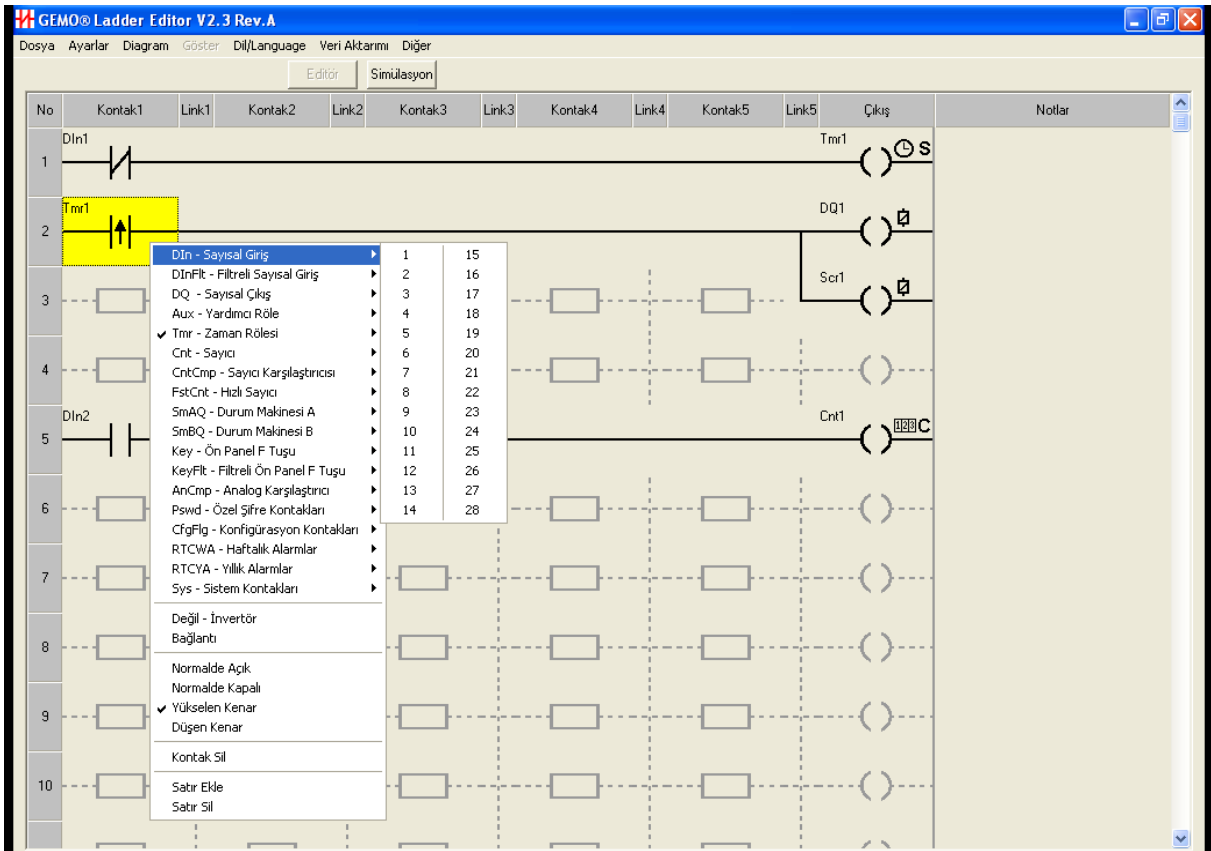 GEMO® Ladder Editor V2.3 Rev.A
Dosya Ayarlar Diagram Göster Dil/Language Veri Aktarımı Diğer
Editör Simülasyon
No Kontak1 Link1 Kontak2 Link2 Kontak3 Link3 Kontak4 Link4 Kontak5 Link5 Çıkış Notlar
DIn1 Tmr1
1 S
Tmr1 DQ1
2
DIn - Sayısal Giriş 1 15
DInFlt - Filtreli Sayısal Giriş 2 16
Scr1
3 DQ - Sayısal Çıkış 3 17
Aux - Yardımcı Röle 4 18
Tmr - Zaman Rölesi 5 19
Cnt - Sayıcı 6 20
4 CntCmp - Sayıcı Karşılaştırıcısı 7 21
FstCnt - Hızlı Sayıcı 8 22
DIn2 SmAQ - Durum Makinesi A 9 23 Cnt1
5 SmBQ - Durum Makinesi B 10 24 123 C
Key - Ön Panel F Tuşu 11 25
KeyFlt - Filtreli Ön Panel F Tuşu 12 26
AnCmp - Analog Karşılaştırıcı 13 27
6 Pswd - Özel Şifre Kontakları 14 28
CfgFlg - Konfigürasyon Kontakları
RTCWA - Haftalık Alarmlar
7 RTCYA - Yıllık Alarmlar
Sys - Sistem Kontakları
Değil - İnvertör
8 Bağlantı
Normalde Açık
Normalde Kapalı
9 Yükselen Kenar
Düşen Kenar
Kontak Sil
10 Satır Ekle
Satır Sil